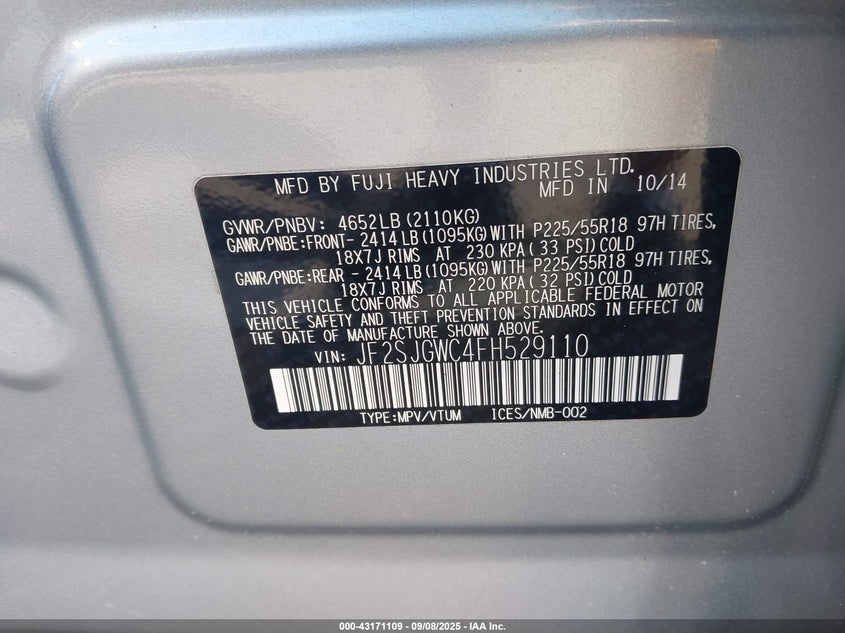 MFD BY FUJI HEAVY INDUSTRIES LTD.
MFD IN 10/14
GVWR/PNBV: 4652LB (2110KG)
GAWR/PNBE:FRONT- 2414LB (1095KG) WITH P225/55R18 97H TIRES,
18X7J RIMS AT 230 KPA (33 PSI) COLD
GAWR/PNBE:REAR - 2414LB (1095KG) WITH P225/55R18 97H TIRES,
18X7J RIMS AT 220 KPA (32 PSI) COLD
THIS VEHICLE CONFORMS TO ALL APPLICABLE FEDERAL MOTOR
VEHICLE SAFETY AND THEFT PREVENTION STANDARDS IN EFFECT ON
THE DATE OF MANUFACTURE SHOWN ABOVE.
VIN: JF2SJGWC4FH529110
TYPE:MPV/VTUM ICES/NMB-002
000-43171109 - 09/08/2025 - IAA Inc.